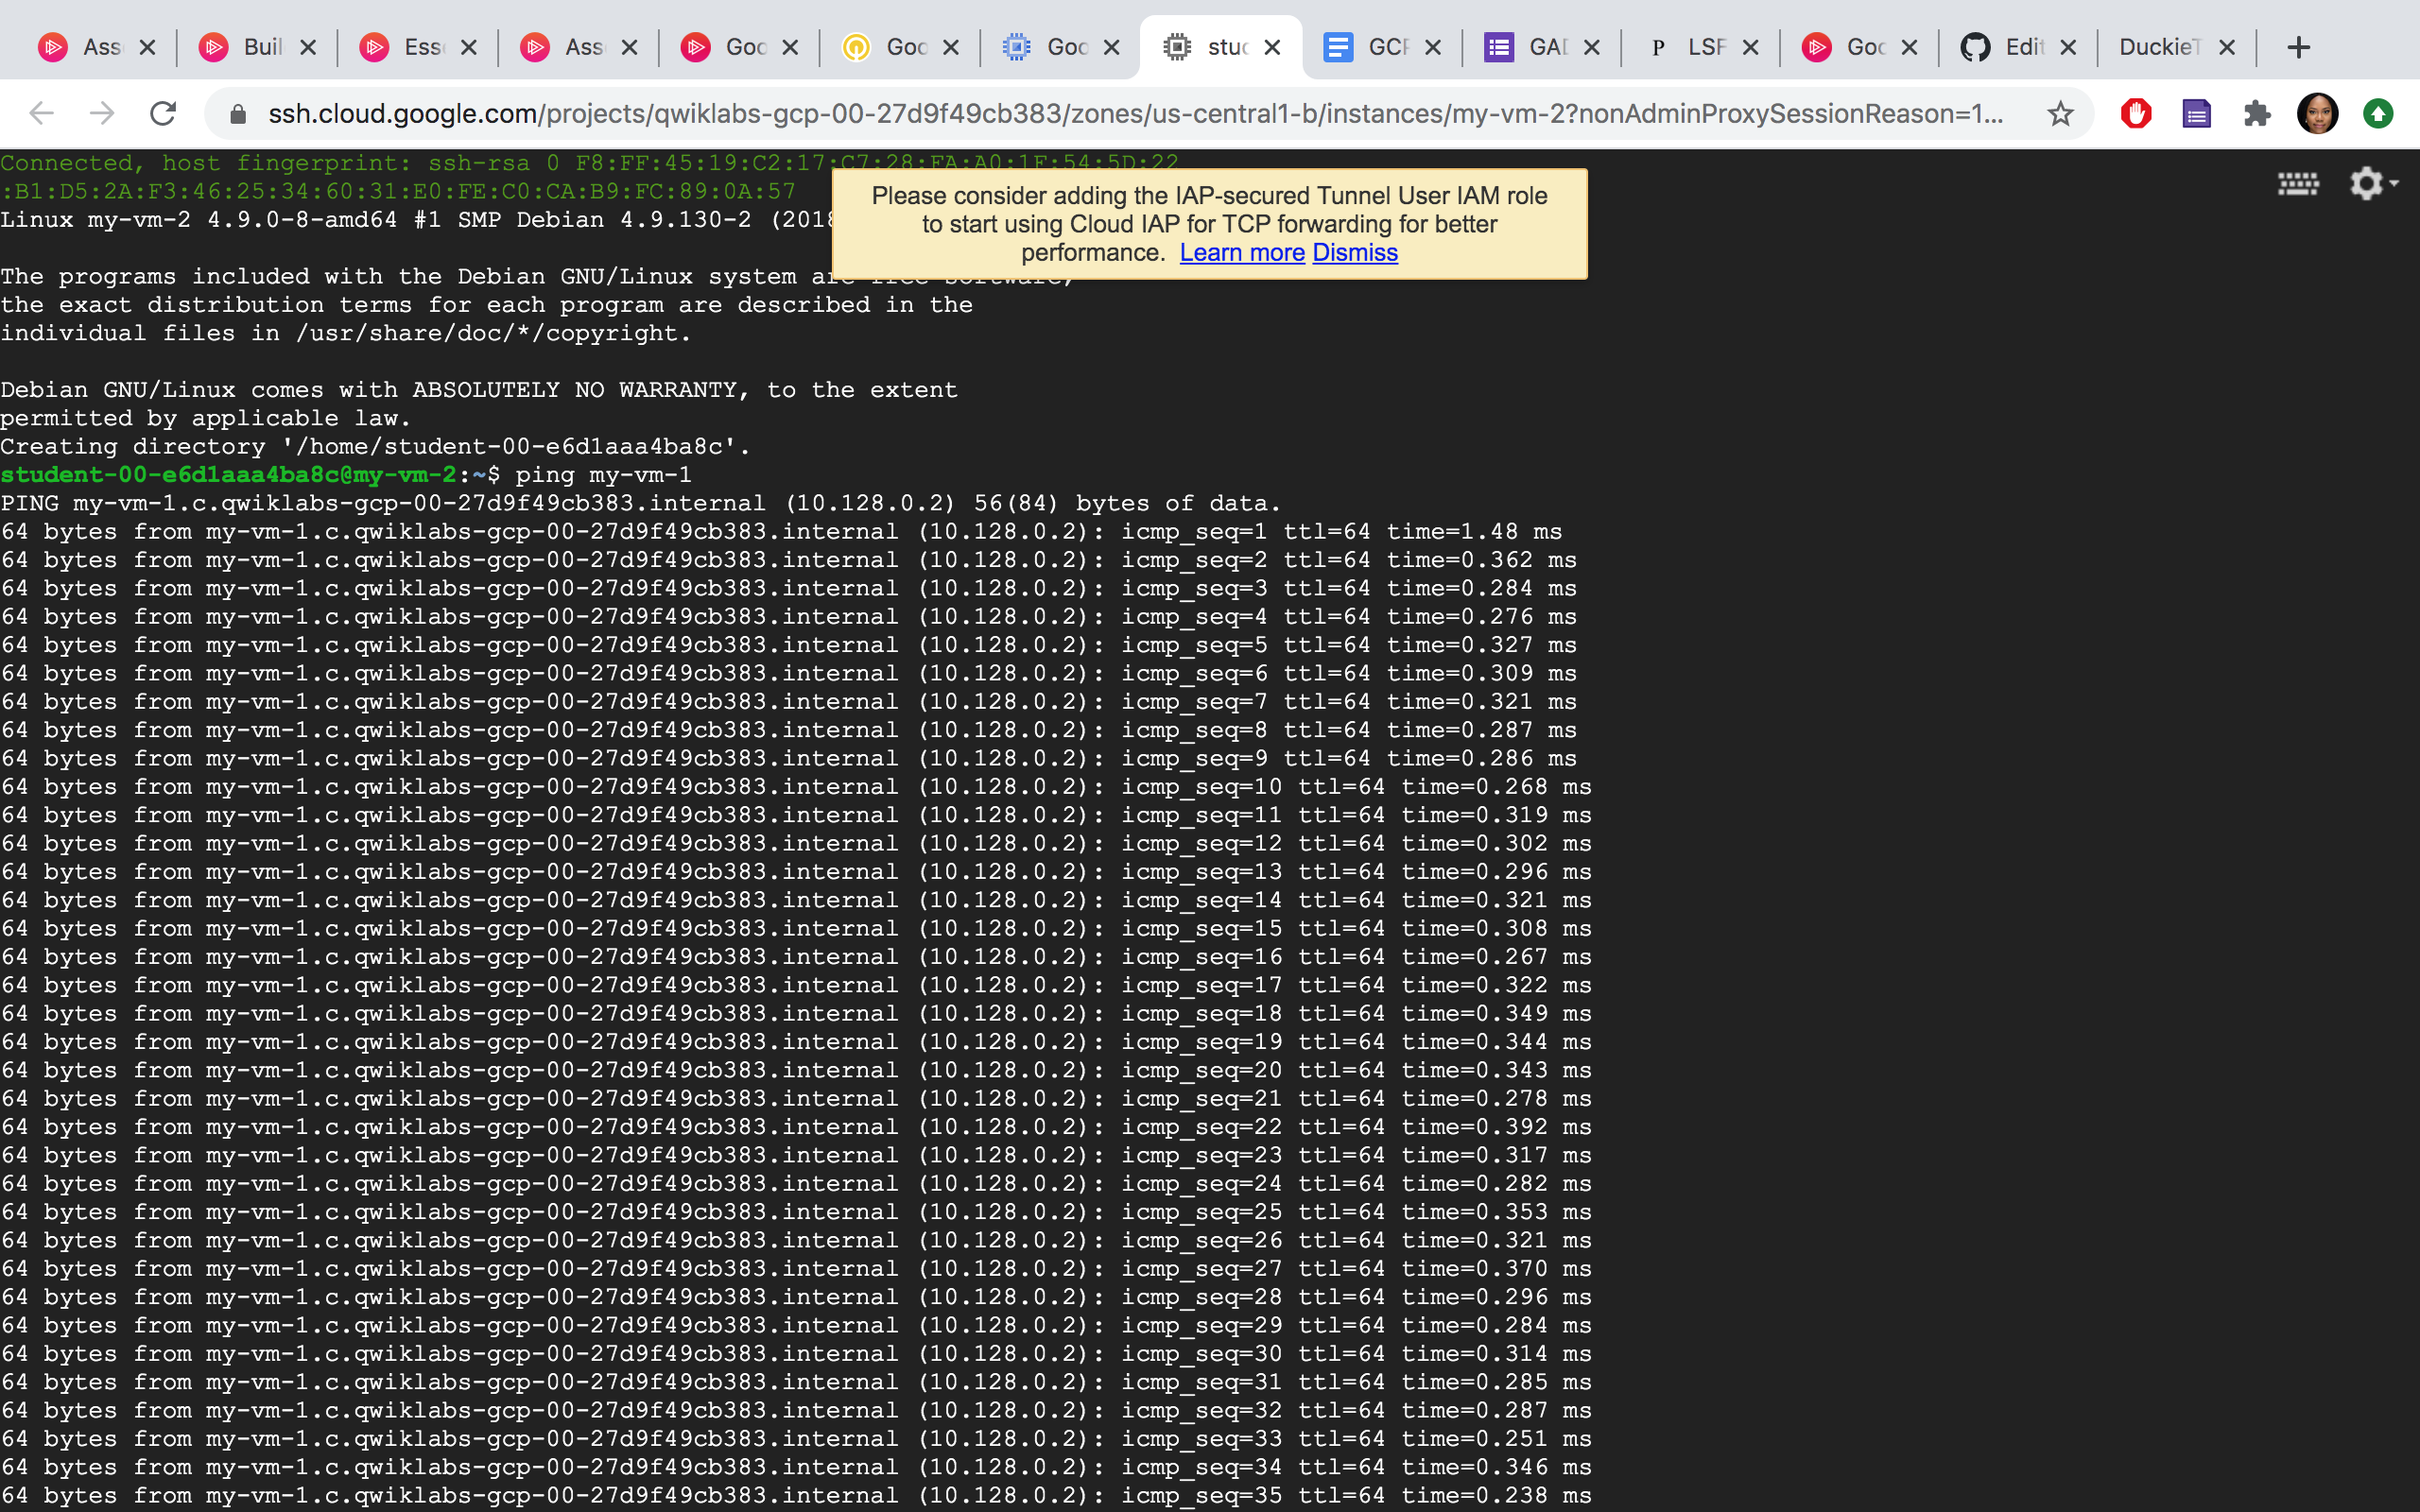 Ass
Buil
Ess
Ass
Goo
Goo
Goo
stud
GCP
GAD
P LSF
Goo
Edit
DuckieT
ssh.cloud.google.com/projects/qwiklabs-gcp-00-27d9f49cb383/zones/us-central1-b/instances/my-vm-2?nonAdminProxySessionReason=1...
Connected, host fingerprint: ssh-rsa 0 F8:FF:45:19:C2:17:C7:28:FA:A0:1F:54:5D:22
:B1:D5:2A:F3:46:25:34:60:31:E0:FE:C0:CA:B9:FC:89:0A:57
Linux my-vm-2 4.9.0-8-amd64 #1 SMP Debian 4.9.130-2 (2018
Please consider adding the IAP-secured Tunnel User IAM role
to start using Cloud IAP for TCP forwarding for better
performance. Learn more Dismiss
The programs included with the Debian GNU/Linux system are free software;
the exact distribution terms for each program are described in the
individual files in /usr/share/doc/*/copyright.
Debian GNU/Linux comes with ABSOLUTELY NO WARRANTY, to the extent
permitted by applicable law.
Creating directory '/home/student-00-e6d1aaa4ba8c'.
student-00-e6d1aaa4ba8c@my-vm-2:~$ ping my-vm-1
PING my-vm-1.c.qwiklabs-gcp-00-27d9f49cb383.internal (10.128.0.2) 56(84) bytes of data.
64 bytes from my-vm-1.c.qwiklabs-gcp-00-27d9f49cb383.internal (10.128.0.2): icmp_seq=1 ttl=64 time=1.48 ms
64 bytes from my-vm-1.c.qwiklabs-gcp-00-27d9f49cb383.internal (10.128.0.2): icmp_seq=2 ttl=64 time=0.362 ms
64 bytes from my-vm-1.c.qwiklabs-gcp-00-27d9f49cb383.internal (10.128.0.2): icmp_seq=3 ttl=64 time=0.284 ms
64 bytes from my-vm-1.c.qwiklabs-gcp-00-27d9f49cb383.internal (10.128.0.2): icmp_seq=4 ttl=64 time=0.276 ms
64 bytes from my-vm-1.c.qwiklabs-gcp-00-27d9f49cb383.internal (10.128.0.2): icmp_seq=5 ttl=64 time=0.327 ms
64 bytes from my-vm-1.c.qwiklabs-gcp-00-27d9f49cb383.internal (10.128.0.2): icmp_seq=6 ttl=64 time=0.309 ms
64 bytes from my-vm-1.c.qwiklabs-gcp-00-27d9f49cb383.internal (10.128.0.2): icmp_seq=7 ttl=64 time=0.321 ms
64 bytes from my-vm-1.c.qwiklabs-gcp-00-27d9f49cb383.internal (10.128.0.2): icmp_seq=8 ttl=64 time=0.287 ms
64 bytes from my-vm-1.c.qwiklabs-gcp-00-27d9f49cb383.internal (10.128.0.2): icmp_seq=9 ttl=64 time=0.286 ms
64 bytes from my-vm-1.c.qwiklabs-gcp-00-27d9f49cb383.internal (10.128.0.2): icmp_seq=10 ttl=64 time=0.268 ms
64 bytes from my-vm-1.c.qwiklabs-gcp-00-27d9f49cb383.internal (10.128.0.2): icmp_seq=11 ttl=64 time=0.319 ms
64 bytes from my-vm-1.c.qwiklabs-gcp-00-27d9f49cb383.internal (10.128.0.2): icmp_seq=12 ttl=64 time=0.302 ms
64 bytes from my-vm-1.c.qwiklabs-gcp-00-27d9f49cb383.internal (10.128.0.2): icmp_seq=13 ttl=64 time=0.296 ms
64 bytes from my-vm-1.c.qwiklabs-gcp-00-27d9f49cb383.internal (10.128.0.2): icmp_seq=14 ttl=64 time=0.321 ms
64 bytes from my-vm-1.c.qwiklabs-gcp-00-27d9f49cb383.internal (10.128.0.2): icmp_seq=15 ttl=64 time=0.308 ms
64 bytes from my-vm-1.c.qwiklabs-gcp-00-27d9f49cb383.internal (10.128.0.2): icmp_seq=16 ttl=64 time=0.267 ms
64 bytes from my-vm-1.c.qwiklabs-gcp-00-27d9f49cb383.internal (10.128.0.2): icmp_seq=17 ttl=64 time=0.322 ms
64 bytes from my-vm-1.c.qwiklabs-gcp-00-27d9f49cb383.internal (10.128.0.2): icmp_seq=18 ttl=64 time=0.349 ms
64 bytes from my-vm-1.c.qwiklabs-gcp-00-27d9f49cb383.internal (10.128.0.2): icmp_seq=19 ttl=64 time=0.344 ms
64 bytes from my-vm-1.c.qwiklabs-gcp-00-27d9f49cb383.internal (10.128.0.2): icmp_seq=20 ttl=64 time=0.343 ms
64 bytes from my-vm-1.c.qwiklabs-gcp-00-27d9f49cb383.internal (10.128.0.2): icmp_seq=21 ttl=64 time=0.278 ms
64 bytes from my-vm-1.c.qwiklabs-gcp-00-27d9f49cb383.internal (10.128.0.2): icmp_seq=22 ttl=64 time=0.392 ms
64 bytes from my-vm-1.c.qwiklabs-gcp-00-27d9f49cb383.internal (10.128.0.2): icmp_seq=23 ttl=64 time=0.317 ms
64 bytes from my-vm-1.c.qwiklabs-gcp-00-27d9f49cb383.internal (10.128.0.2): icmp_seq=24 ttl=64 time=0.282 ms
64 bytes from my-vm-1.c.qwiklabs-gcp-00-27d9f49cb383.internal (10.128.0.2): icmp_seq=25 ttl=64 time=0.353 ms
64 bytes from my-vm-1.c.qwiklabs-gcp-00-27d9f49cb383.internal (10.128.0.2): icmp_seq=26 ttl=64 time=0.321 ms
64 bytes from my-vm-1.c.qwiklabs-gcp-00-27d9f49cb383.internal (10.128.0.2): icmp_seq=27 ttl=64 time=0.370 ms
64 bytes from my-vm-1.c.qwiklabs-gcp-00-27d9f49cb383.internal (10.128.0.2): icmp_seq=28 ttl=64 time=0.296 ms
64 bytes from my-vm-1.c.qwiklabs-gcp-00-27d9f49cb383.internal (10.128.0.2): icmp_seq=29 ttl=64 time=0.284 ms
64 bytes from my-vm-1.c.qwiklabs-gcp-00-27d9f49cb383.internal (10.128.0.2): icmp_seq=30 ttl=64 time=0.314 ms
64 bytes from my-vm-1.c.qwiklabs-gcp-00-27d9f49cb383.internal (10.128.0.2): icmp_seq=31 ttl=64 time=0.285 ms
64 bytes from my-vm-1.c.qwiklabs-gcp-00-27d9f49cb383.internal (10.128.0.2): icmp_seq=32 ttl=64 time=0.287 ms
64 bytes from my-vm-1.c.qwiklabs-gcp-00-27d9f49cb383.internal (10.128.0.2): icmp_seq=33 ttl=64 time=0.251 ms
64 bytes from my-vm-1.c.qwiklabs-gcp-00-27d9f49cb383.internal (10.128.0.2): icmp_seq=34 ttl=64 time=0.346 ms
64 bytes from my-vm-1.c.qwiklabs-gcp-00-27d9f49cb383.internal (10.128.0.2): icmp_seq=35 ttl=64 time=0.238 ms